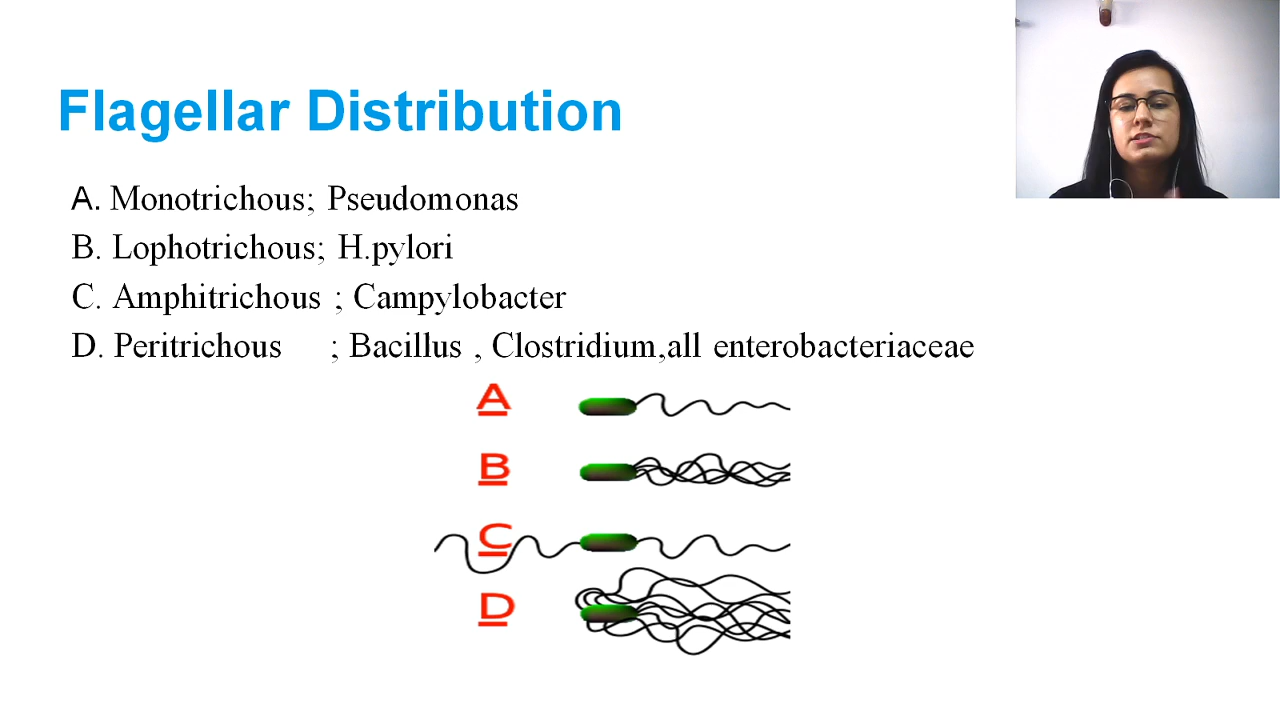 Flagellar Distribution
A. Monotrichous; Pseudomonas
B. Lophotrichous; H.pylori
C. Amphitrichous ; Campylobacter
D. Peritrichous ; Bacillus , Clostridium,all enterobacteriaceae
A
B
C
D